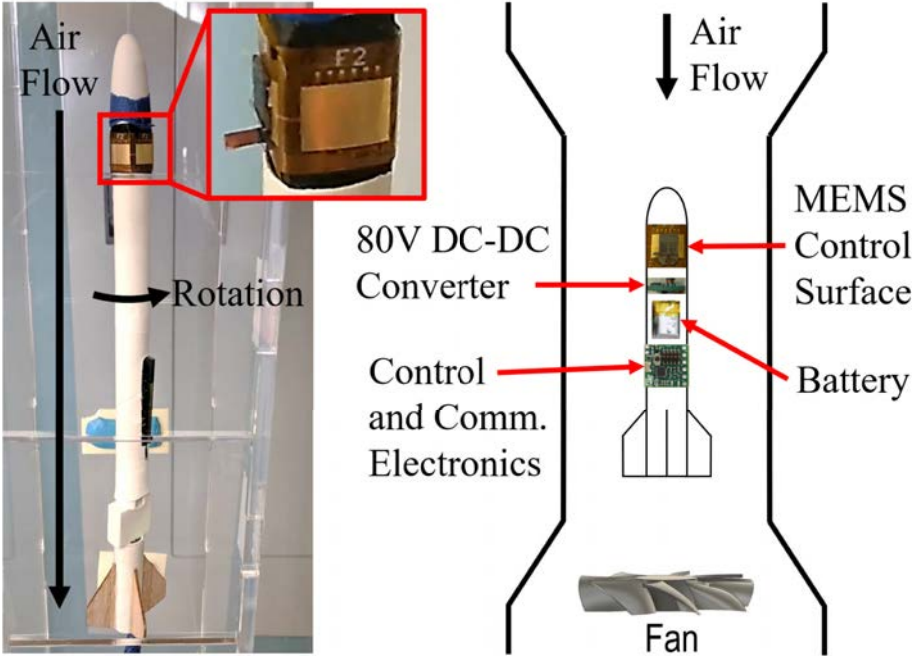 Air
Flow
F2
Rotation
Air
Flow
80V DC-DC
Converter
MEMS
Control
Surface
Control
and Comm.
Electronics
Battery
Fan